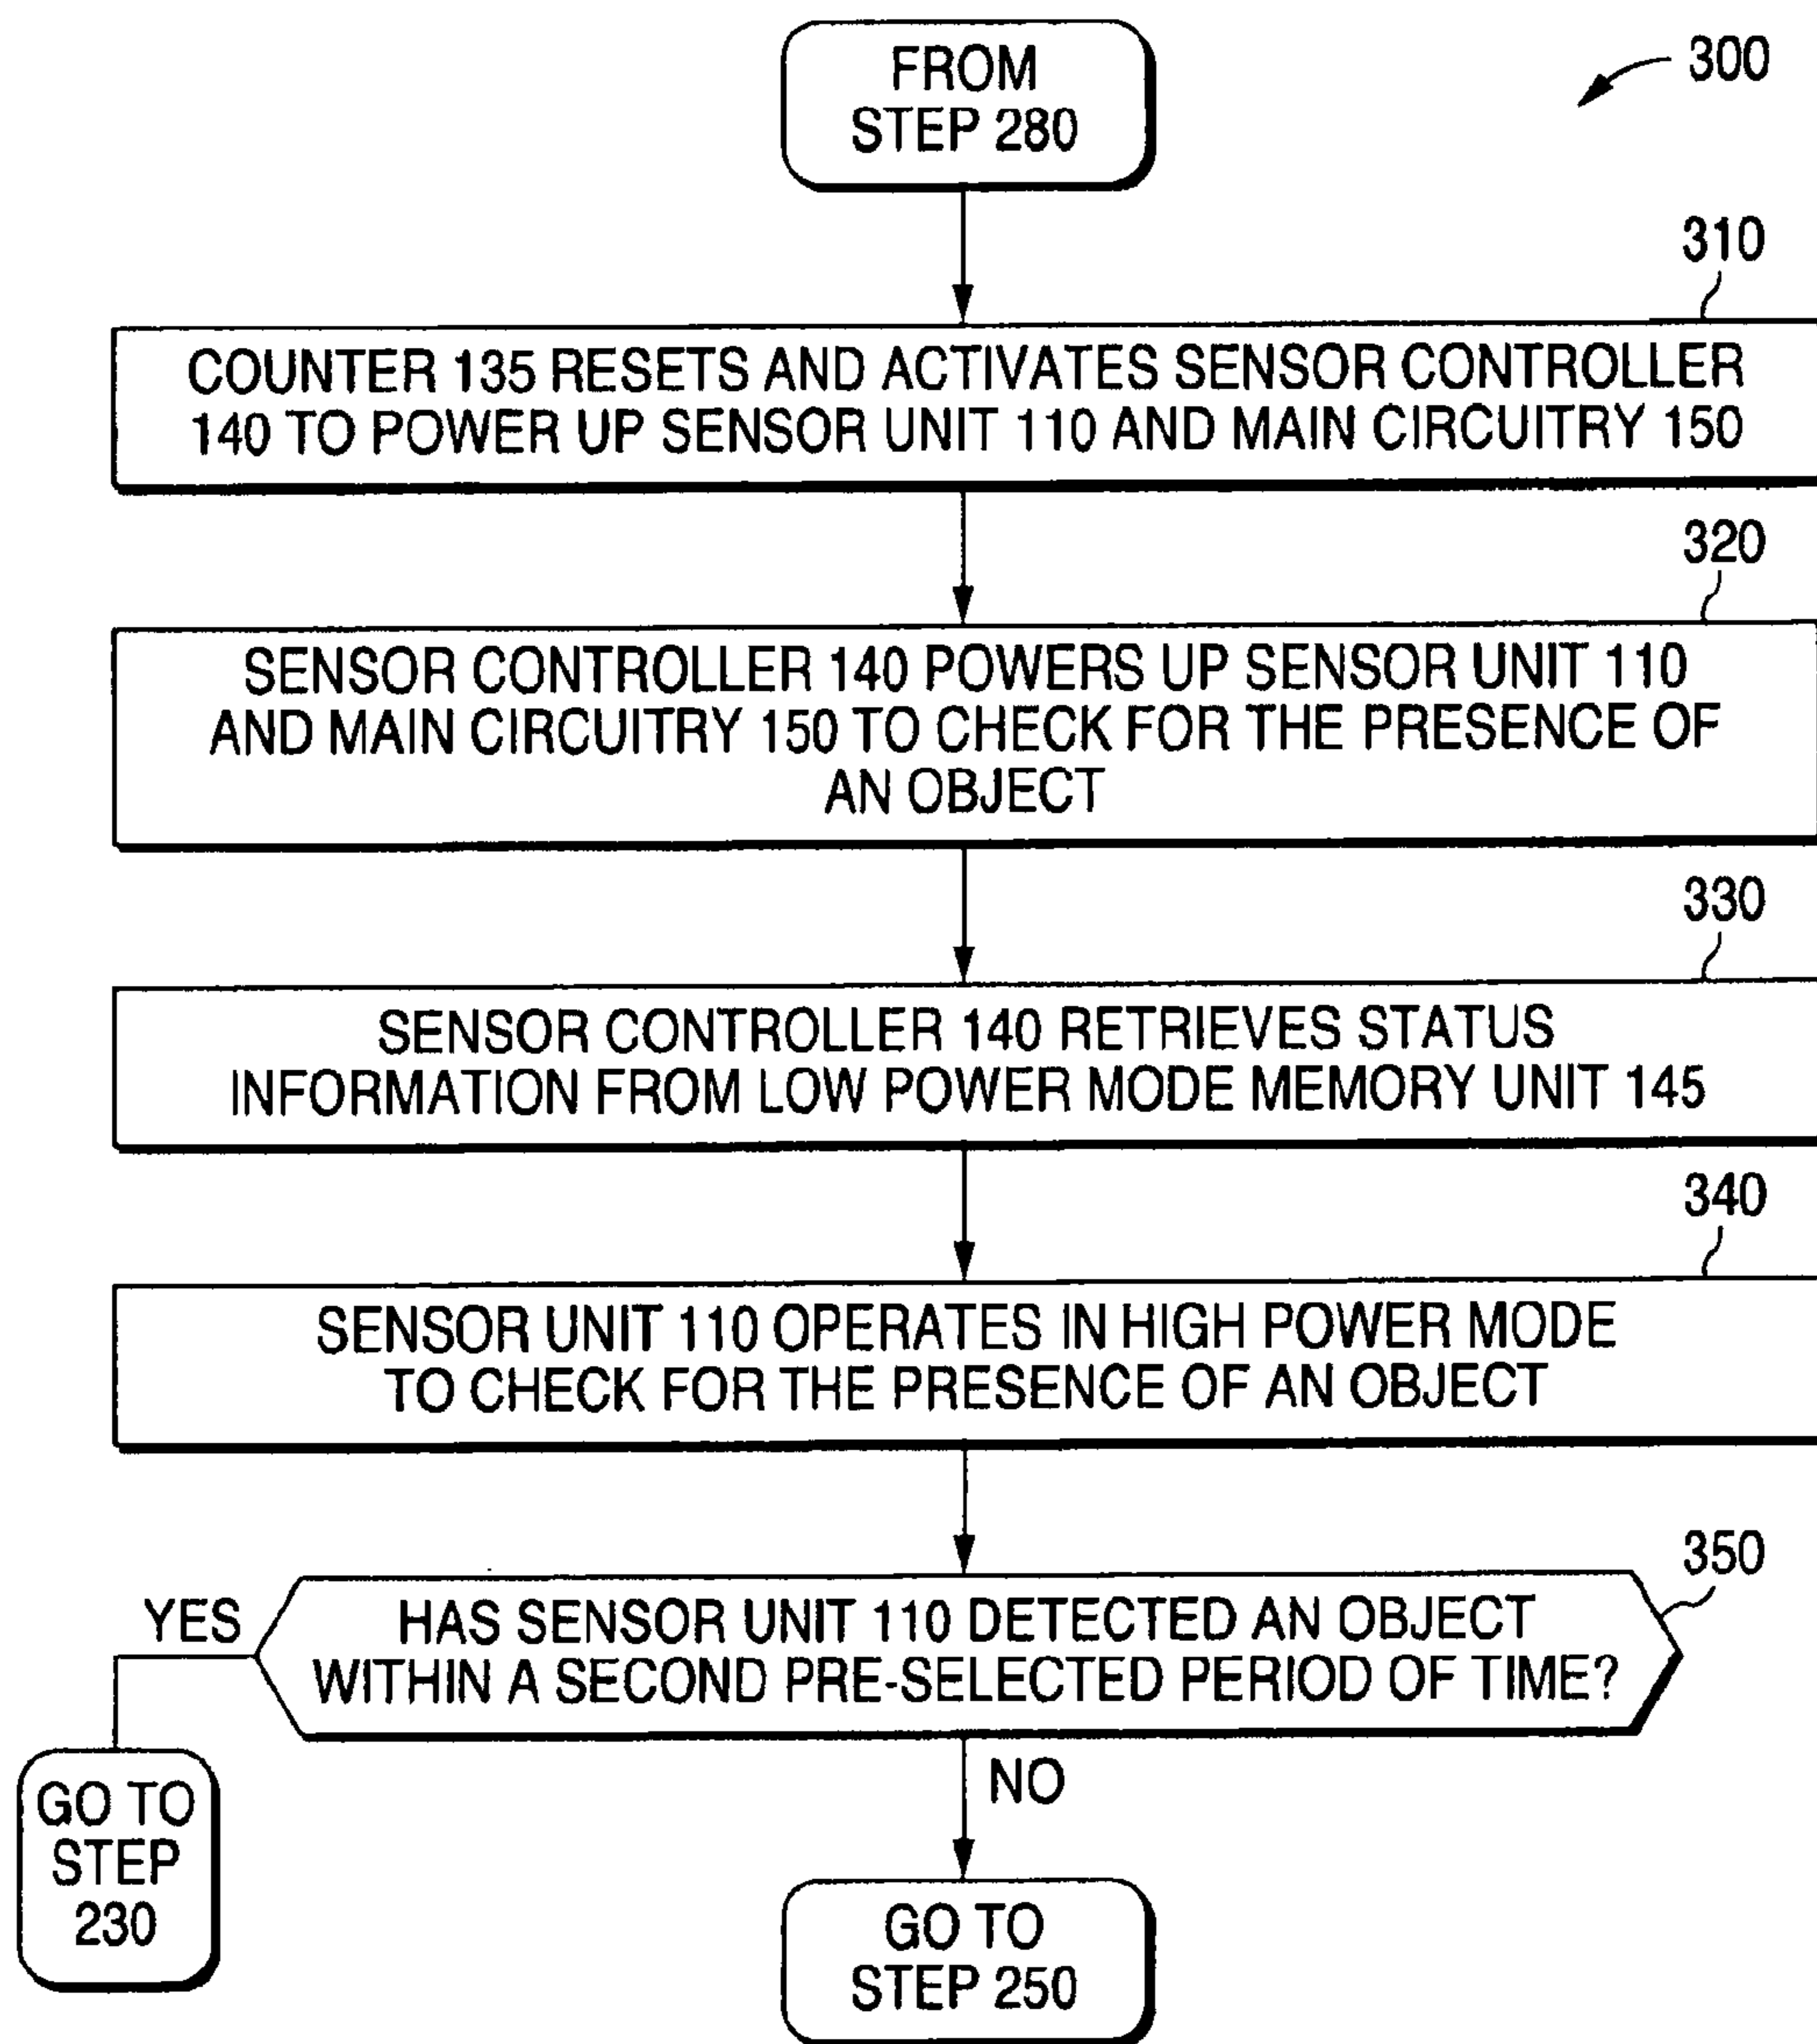 FROM
STEP 280
300
310
COUNTER 135 RESETS AND ACTIVATES SENSOR CONTROLLER
140 TO POWER UP SENSOR UNIT 110 AND MAIN CIRCUITRY 150
320
SENSOR CONTROLLER 140 POWERS UP SENSOR UNIT 110
AND MAIN CIRCUITRY 150 TO CHECK FOR THE PRESENCE OF
AN OBJECT
330
SENSOR CONTROLLER 140 RETRIEVES STATUS
INFORMATION FROM LOW POWER MODE MEMORY UNIT 145
340
SENSOR UNIT 110 OPERATES IN HIGH POWER MODE
TO CHECK FOR THE PRESENCE OF AN OBJECT
350
YES
HAS SENSOR UNIT 110 DETECTED AN OBJECT
WITHIN A SECOND PRE-SELECTED PERIOD OF TIME?
GO TO
STEP
230
NO
GO TO
STEP 250